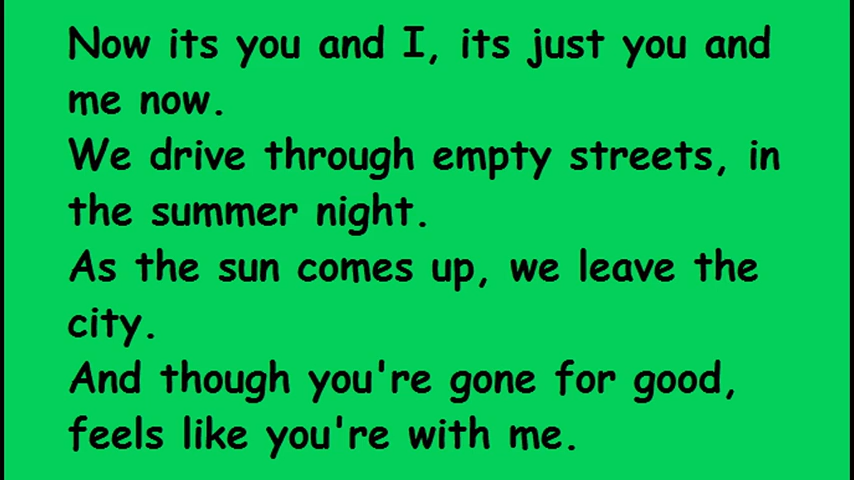 Now its you and I, its just you and
me now.
We drive through empty streets, in
the summer night.
As the sun comes up, we leave the
city.
And though you're gone for good,
feels like you're with me.